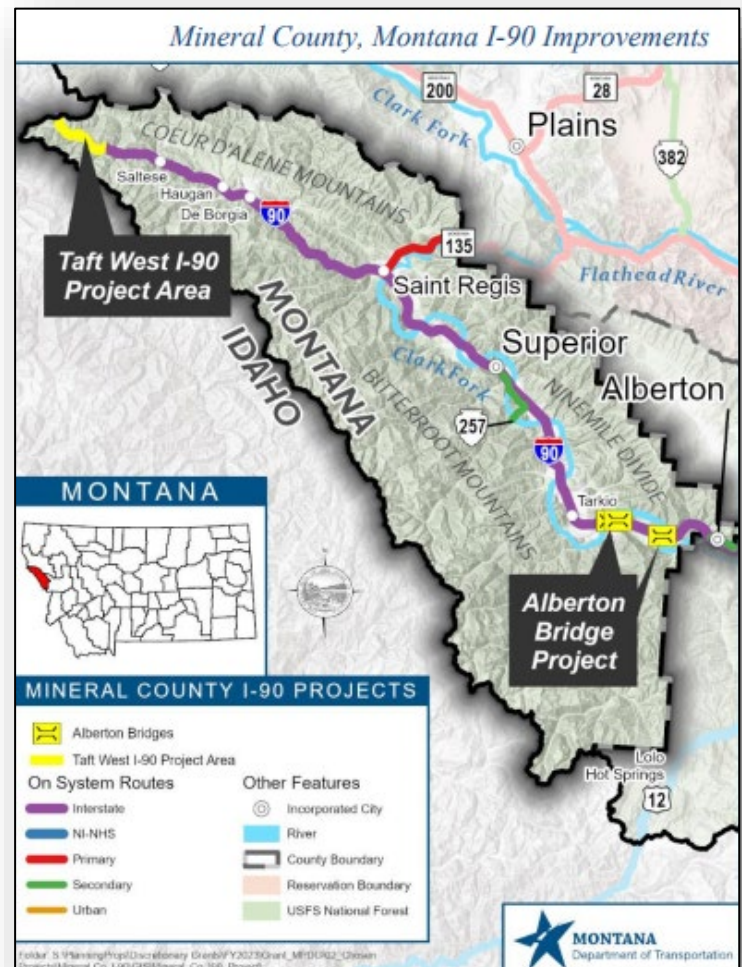 Mineral County, Montana I-90 Improvements
200
28
Clark Fork
Plains
382
COEUR D'ALENE MOUNTAINS
Saltese
Haugan
De Borgia
90
135
Taft West I-90
Project Area
Saint Regis
Flathead River
MONTANA
IDAHO
Superior
Clark Fork
Alberton
BITTERROOT MOUNTAINS
NINEMILE DIVIDE
257
90
Tarkio
MONTANA
Alberton
Bridge
Project
MINERAL COUNTY I-90 PROJECTS
Alberton Bridges
Taft West I-90 Project Area
On System Routes
Interstate
NI-NHS
Primary
Secondary
Urban
Other Features
Incorporated City
River
County Boundary
Reservation Boundary
USFS National Forest
Lolo
Hot Springs
12
MONTANA
Department of Transportation